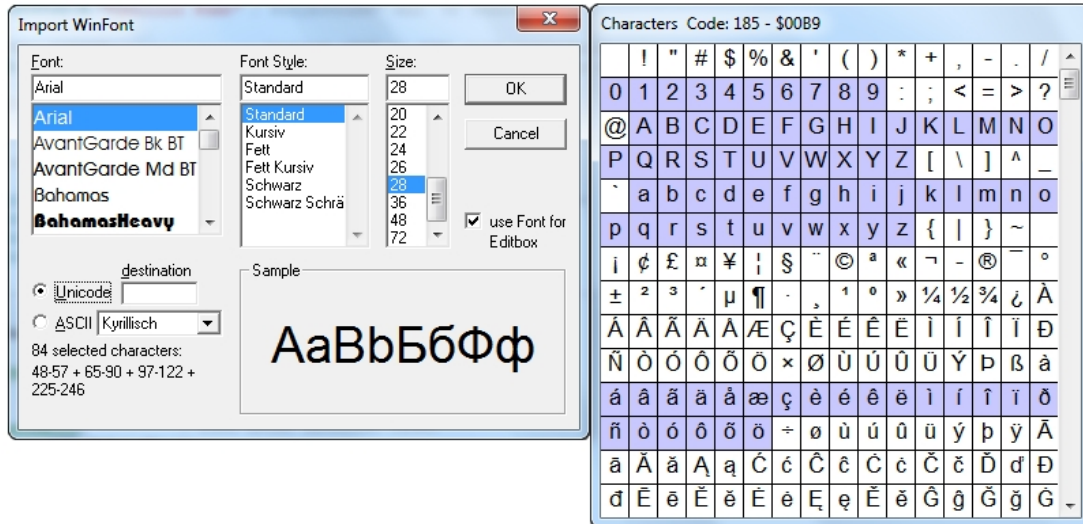 Import WinFont
Font:
Arial
Arial
AvantGarde Bk BT
AvantGarde Md BT
Bahamas
BahamasHeavy
Font Style:
Standard
Standard
Kursiv
Fett
Fett Kursiv
Schwarz
Schwarz Schrä
Size:
28
20
22
24
26
28
36
48
72
OK
Cancel
use Font for
Editbox
destination
Unicode
ASCII Kyrillisch
84 selected characters:
48-57 + 65-90 + 97-122 +
225-246
Sample
AaBbБбФф
Characters Code: 185 - $00B9
! " # $ % & ' ( ) * + , - . /
0 1 2 3 4 5 6 7 8 9 : ; < = > ?
@ A B C D E F G H I J K L M N O
P Q R S T U V W X Y Z [ \ ] ^ _
` a b c d e f g h i j k l m n o
p q r s t u v w x y z { | } ~
¡ ¢ £ ¤ ¥ ¦ § ¨ © ª « ¬ - ® ¯ °
± ² ³ ´ µ ¶ · ¸ ¹ º » ¼ ½ ¾ ¿ À
Á Â Ã Ä Å Æ Ç È É Ê Ë Ì Í Î Ï Ð
Ñ Ò Ó Ô Õ Ö × Ø Ù Ú Û Ü Ý Þ ß à
á â ã ä å æ ç è é ê ë ì í î ï ð
ñ ò ó ô õ ö ÷ ø ù ú û ü ý þ ÿ Ā
ā Ă ă Ą ą Ć ć Ĉ ĉ Ċ ċ Č č Ď ď Đ
đ Ē ē Ĕ ĕ Ė ė Ę ę Ě ě Ĝ ĝ Ğ ğ Ġ